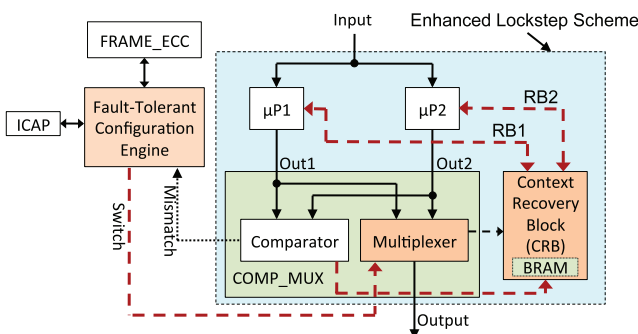 Input
Enhanced Lockstep Scheme
FRAME_ECC
Fault-Tolerant
Configuration
Engine
ICAP
µP1
µP2
RB2
RB1
Out1
Out2
Switch
Mismatch
Context
Recovery
Block
(CRB)
BRAM
Comparator
Multiplexer
COMP_MUX
Output